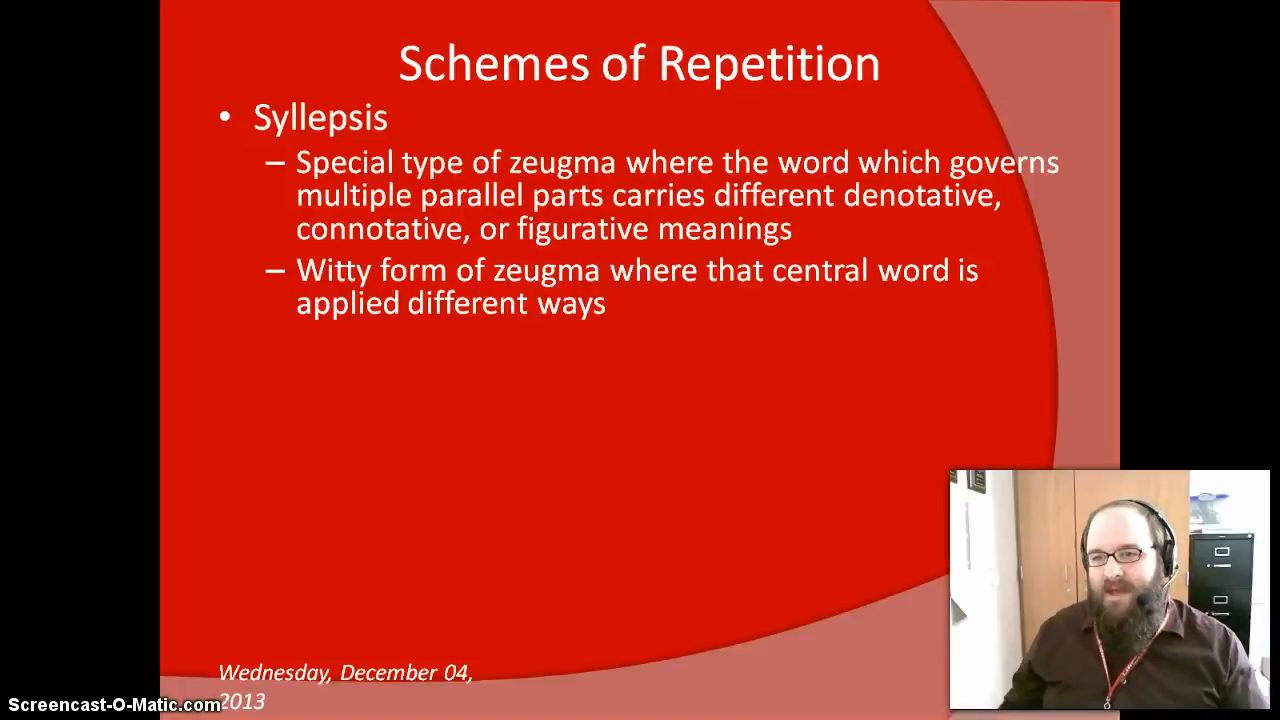 Schemes of Repetition
• Syllepsis
– Special type of zeugma where the word which governs
multiple parallel parts carries different denotative,
connotative, or figurative meanings
– Witty form of zeugma where that central word is
applied different ways
Wednesday, December 04,
2013
Screencast-O-Matic.com